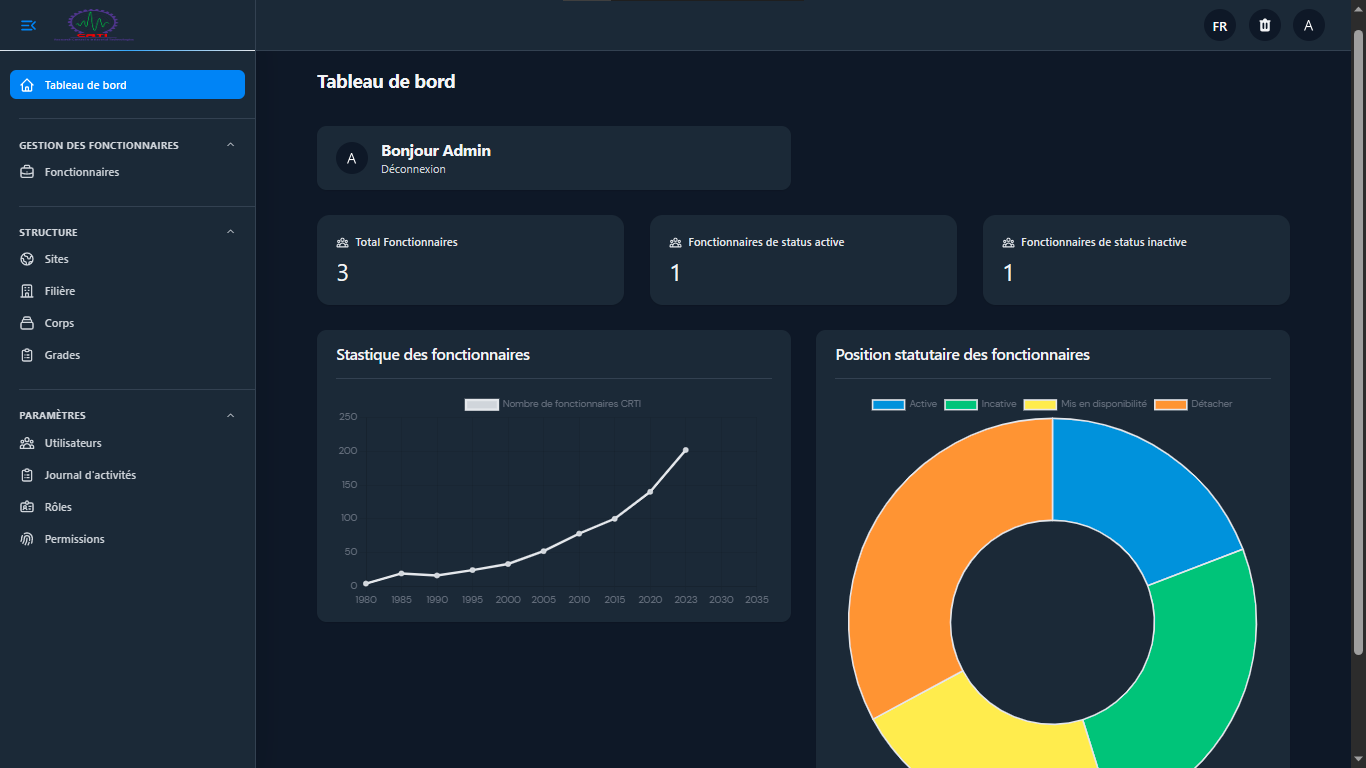 CRTI
FR
A
Tableau de bord
GESTION DES FONCTIONNAIRES
Fonctionnaires
STRUCTURE
Sites
Filière
Corps
Grades
PARAMÈTRES
Utilisateurs
Journal d'activités
Rôles
Permissions
Tableau de bord
A
Bonjour Admin
Déconnexion
Total Fonctionnaires
3
Fonctionnaires de status active
1
Fonctionnaires de status inactive
1
Stastique des fonctionnaires
Nombre de fonctionnaires CRTI
250
200
150
100
50
0
1980 1985 1990 1995 2000 2005 2010 2015 2020 2023 2030 2035
Position statutaire des fonctionnaires
Active Incative Mis en disponibilité Détacher